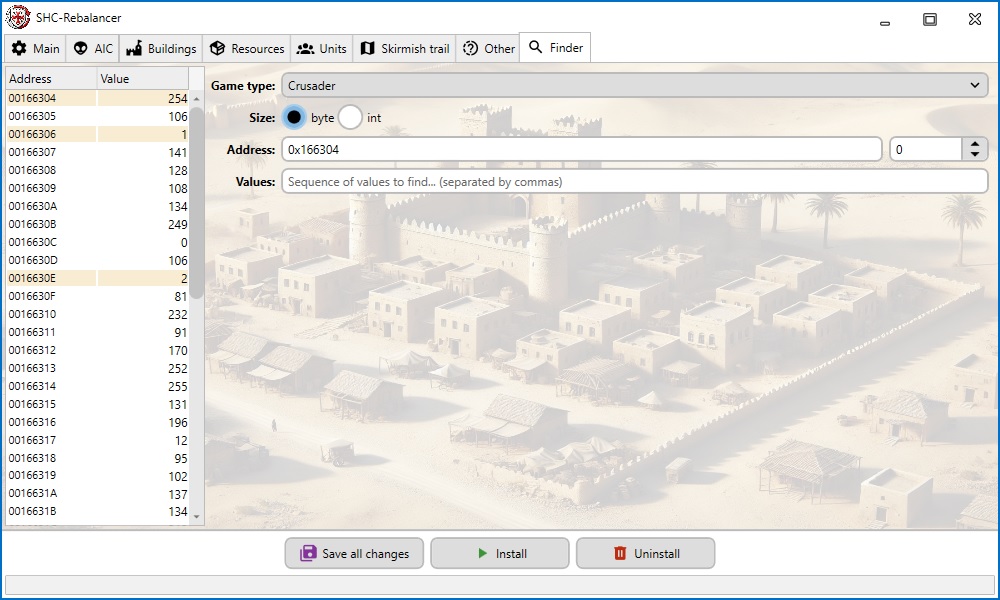 SHC-Rebalancer
Main AIC Buildings Resources Units Skirmish trail Other Finder
Address Value
00166304 254
00166305 106
00166306 1
00166307 141
00166308 128
00166309 108
0016630A 134
0016630B 249
0016630C 0
0016630D 106
0016630E 2
0016630F 81
00166310 232
00166311 91
00166312 170
00166313 252
00166314 255
00166315 131
00166316 196
00166317 12
00166318 95
00166319 102
0016631A 137
0016631B 134
Game type: Crusader
Size: byte int
Address: 0x166304 0
Values: Sequence of values to find... (separated by commas)
Save all changes Install Uninstall